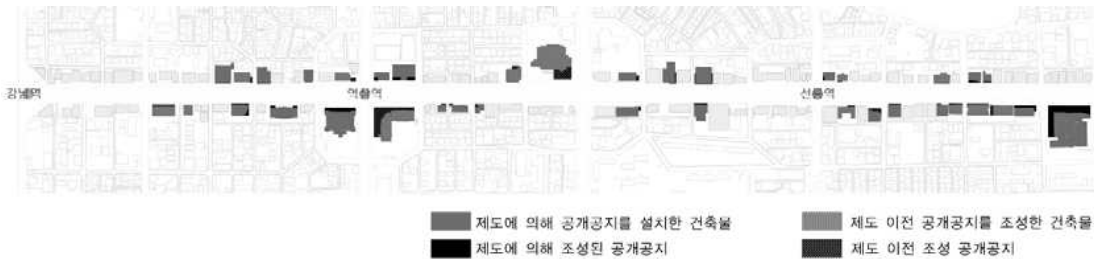 강남역 역삼역 선릉역
제도에 의해 공개공지를 설치한 건축물 제도 이전 공개공지를 조성한 건축물
제도에 의해 조성된 공개공지 제도 이전 조성 공개공지